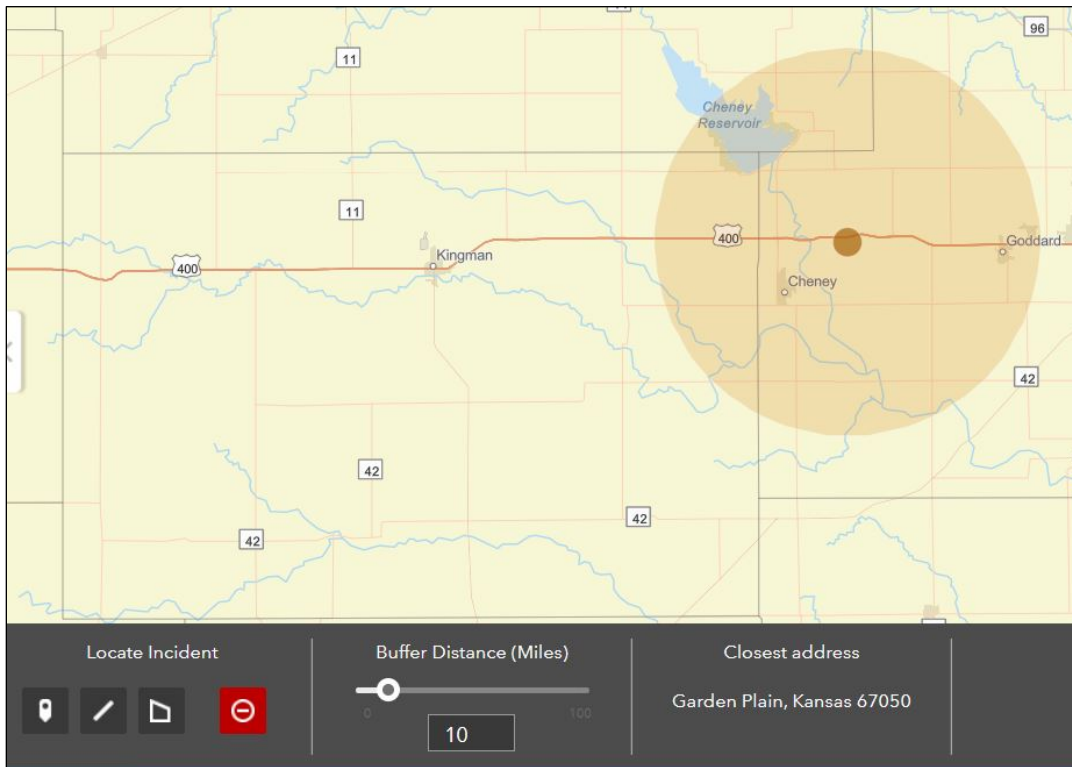 96
11
Cheney
Reservoir
11
400
Goddard
Kingman
400
Cheney
42
42
42
42
Locate Incident
Buffer Distance (Miles)
Closest address
0
100
Garden Plain, Kansas 67050
10